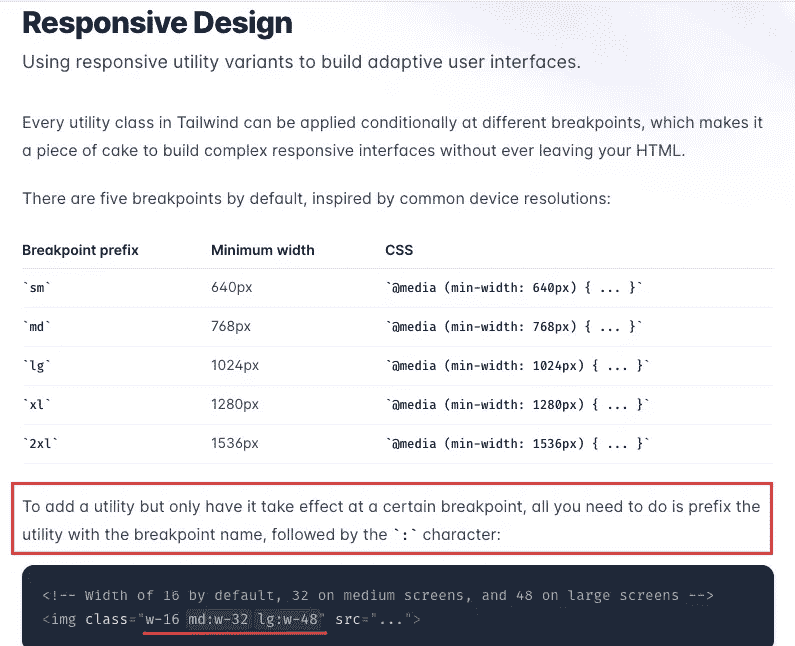 Responsive Design
Using responsive utility variants to build adaptive user interfaces.
Every utility class in Tailwind can be applied conditionally at different breakpoints, which makes it
a piece of cake to build complex responsive interfaces without ever leaving your HTML.
There are five breakpoints by default, inspired by common device resolutions:
Breakpoint prefix Minimum width CSS
`sm` 640px `@media (min-width: 640px) { ... }`
`md` 768px `@media (min-width: 768px) { ... }`
`lg` 1024px `@media (min-width: 1024px) { ... }`
`xl` 1280px `@media (min-width: 1280px) { ... }`
`2xl` 1536px `@media (min-width: 1536px) { ... }`
To add a utility but only have it take effect at a certain breakpoint, all you need to do is prefix the
utility with the breakpoint name, followed by the `:` character:
<!-- Width of 16 by default, 32 on medium screens, and 48 on large screens -->
<img class="w-16 md:w-32 lg:w-48" src="...">